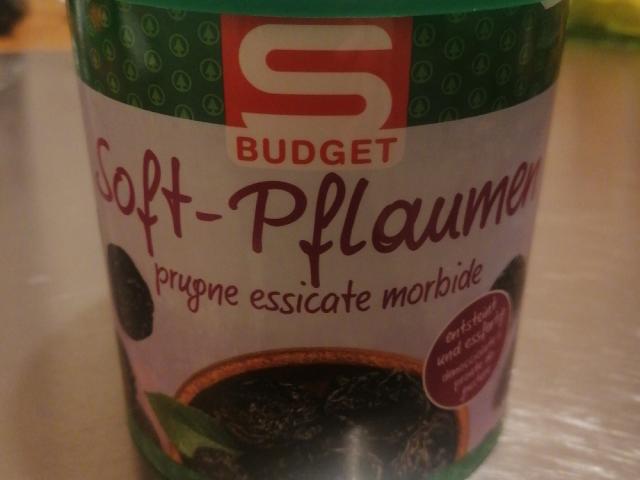 S
BUDGET
Soft-Pflaumen
prugne essicate morbide
entsteint
und essfertig